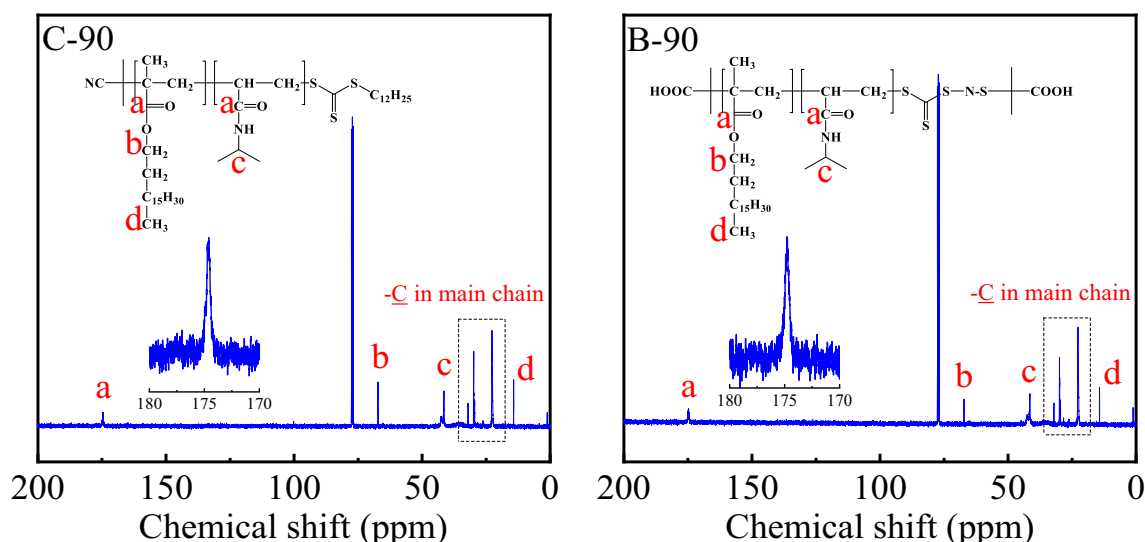 C-90
CH₃
NC
CH₂
CH
CH₂
S
S
C₁₂H₂₅
S
a
O
a
O
O
NH
b
CH₂
CH₂
c
C₁₅H₃₀
d
CH₃
-C in main chain
a
b
c
d
180
175
170
200
150
100
50
0
Chemical shift (ppm)
B-90
CH₃
HOOC
CH₂
CH
CH₂
S
S
N-S
COOH
S
a
O
a
O
O
NH
b
CH₂
CH₂
c
C₁₅H₃₀
d
CH₃
-C in main chain
a
b
c
d
180
175
170
200
150
100
50
0
Chemical shift (ppm)